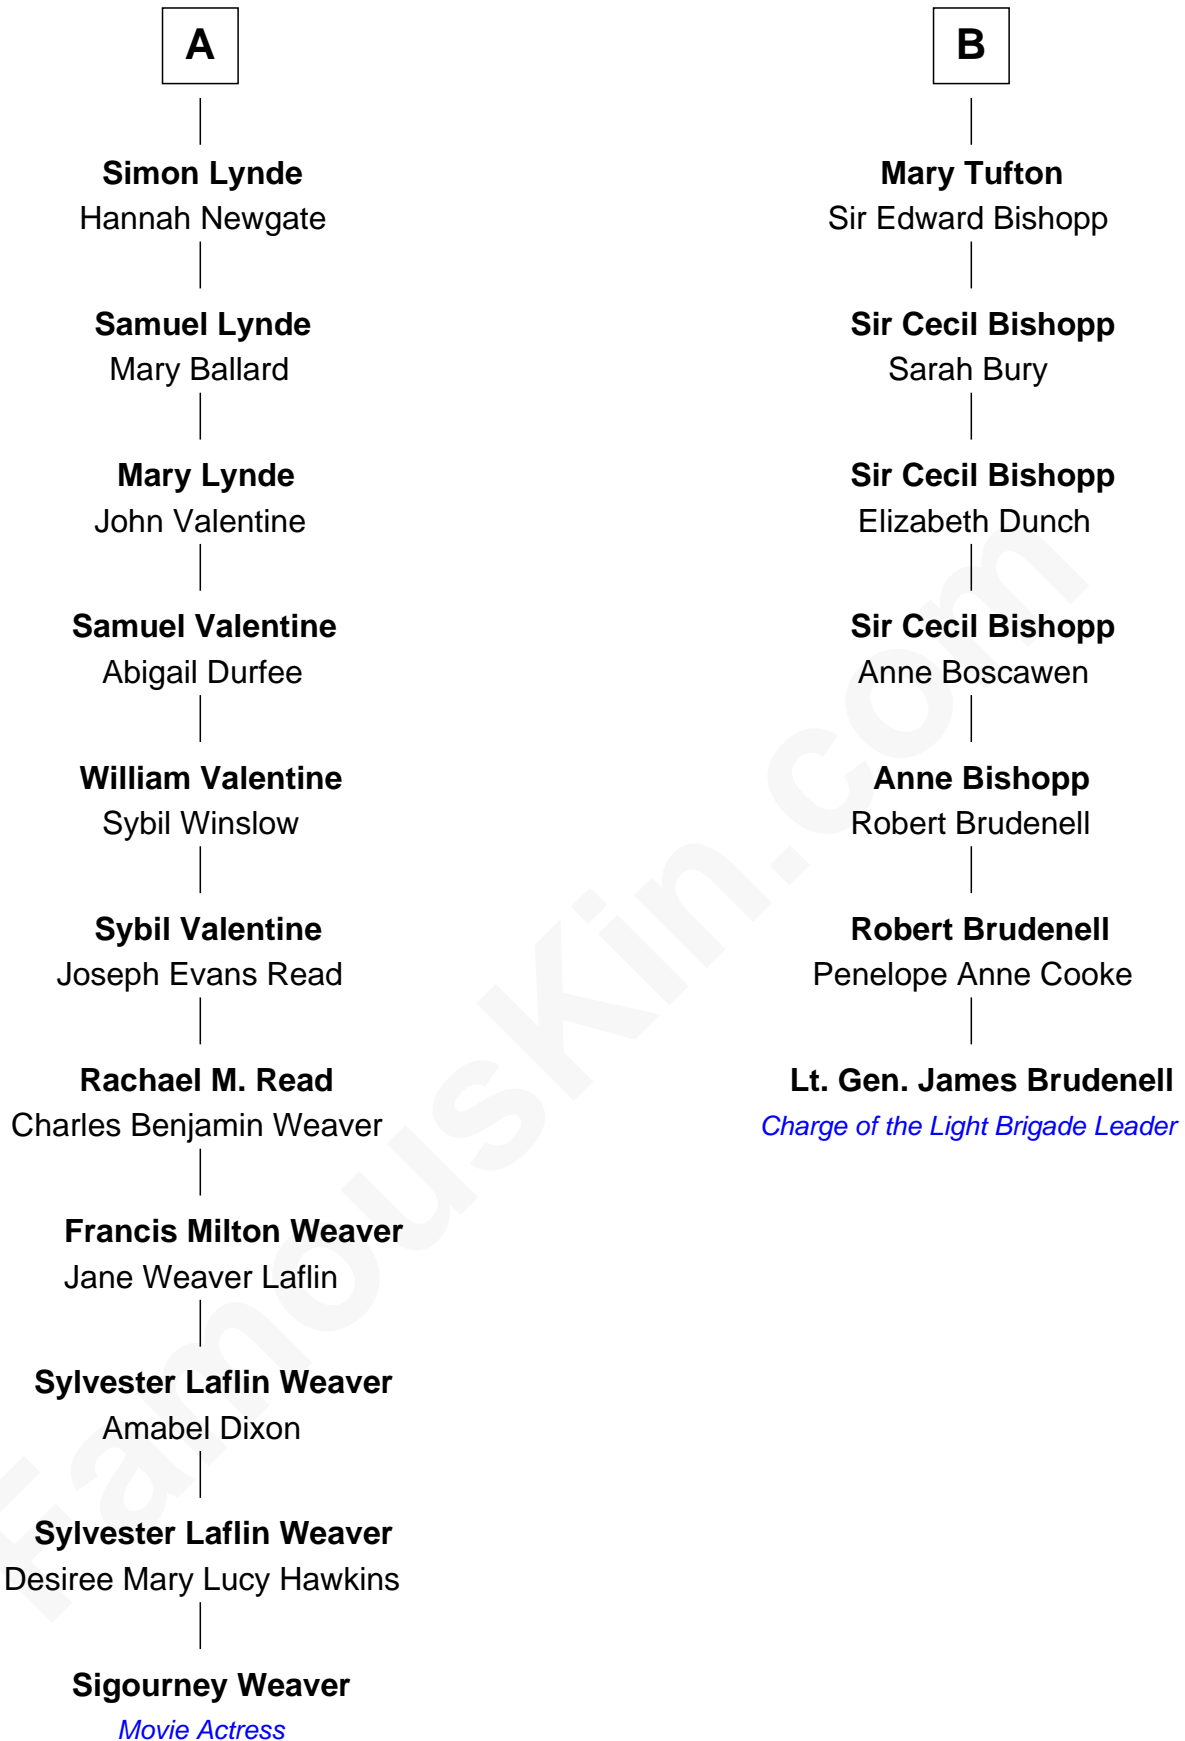 A
Simon Lynde
Hannah Newgate
Samuel Lynde
Mary Ballard
Mary Lynde
John Valentine
Samuel Valentine
Abigail Durfee
William Valentine
Sybil Winslow
Sybil Valentine
Joseph Evans Read
Rachael M. Read
Charles Benjamin Weaver
Francis Milton Weaver
Jane Weaver Laflin
Sylvester Laflin Weaver
Amabel Dixon
Sylvester Laflin Weaver
Desiree Mary Lucy Hawkins
Sigourney Weaver
Movie Actress
B
Mary Tufton
Sir Edward Bishopp
Sir Cecil Bishopp
Sarah Bury
Sir Cecil Bishopp
Elizabeth Dunch
Sir Cecil Bishopp
Anne Boscawen
Anne Bishopp
Robert Brudenell
Robert Brudenell
Penelope Anne Cooke
Lt. Gen. James Brudenell
Charge of the Light Brigade Leader
FamousKin.com